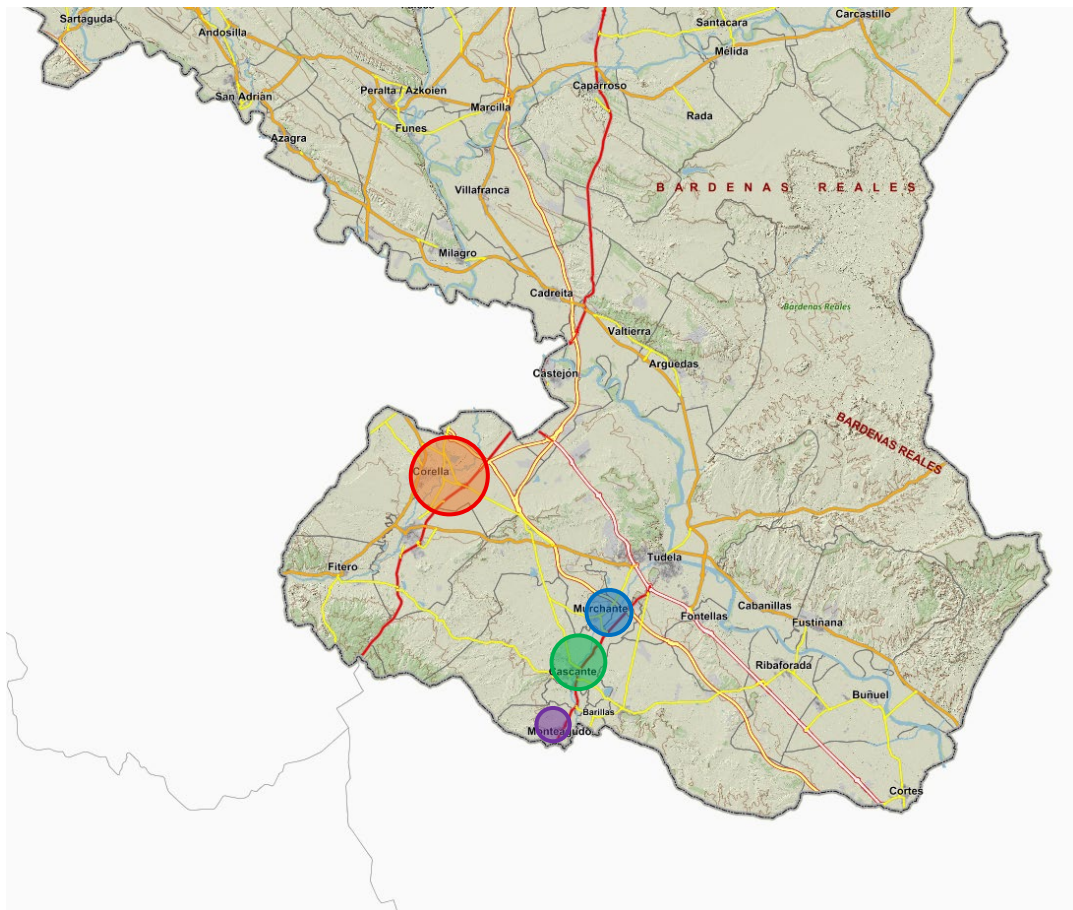 Sartaguda
Andosilla
Santacara
Carcastillo
Mélida
San Adrián
Peralta / Azkoien
Caparroso
Marcilla
Rada
Funes
Azagra
BARDENAS REALES
Villafranca
Milagro
Cadreita
Bardenas Reales
Valtierra
Arguedas
Castejón
BARDENAS REALES
Corella
Tudela
Fitero
Murchante
Cabanillas
Fontellas
Fustiñana
Ribaforada
Cascante
Buñuel
Barillas
Monteagudo
Cortes